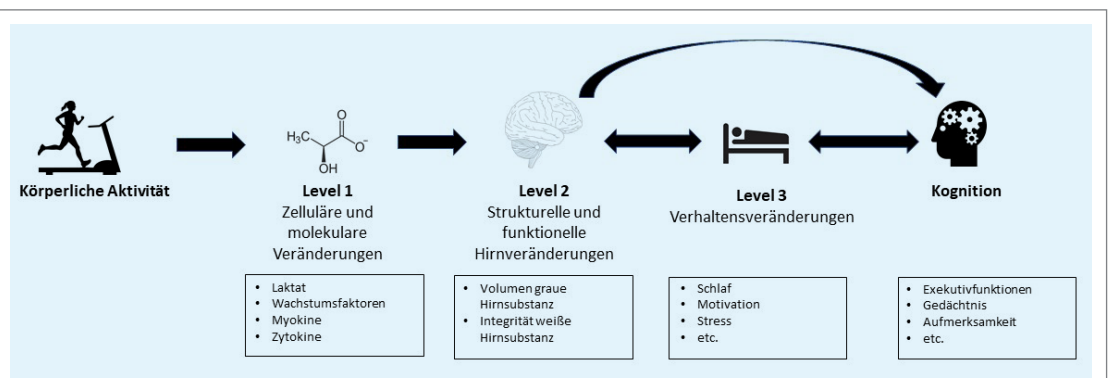 Körperliche Aktivität
H₃C
O
O⁻
OH
Level 1
Zelluläre und
molekulare
Veränderungen
• Laktat
• Wachstumsfaktoren
• Myokine
• Zytokine
Level 2
Strukturelle und
funktionelle
Hirnveränderungen
• Volumen graue
Hirnsubstanz
• Integrität weiße
Hirnsubstanz
Level 3
Verhaltensveränderungen
• Schlaf
• Motivation
• Stress
• etc.
Kognition
• Exekutivfunktionen
• Gedächtnis
• Aufmerksamkeit
• etc.